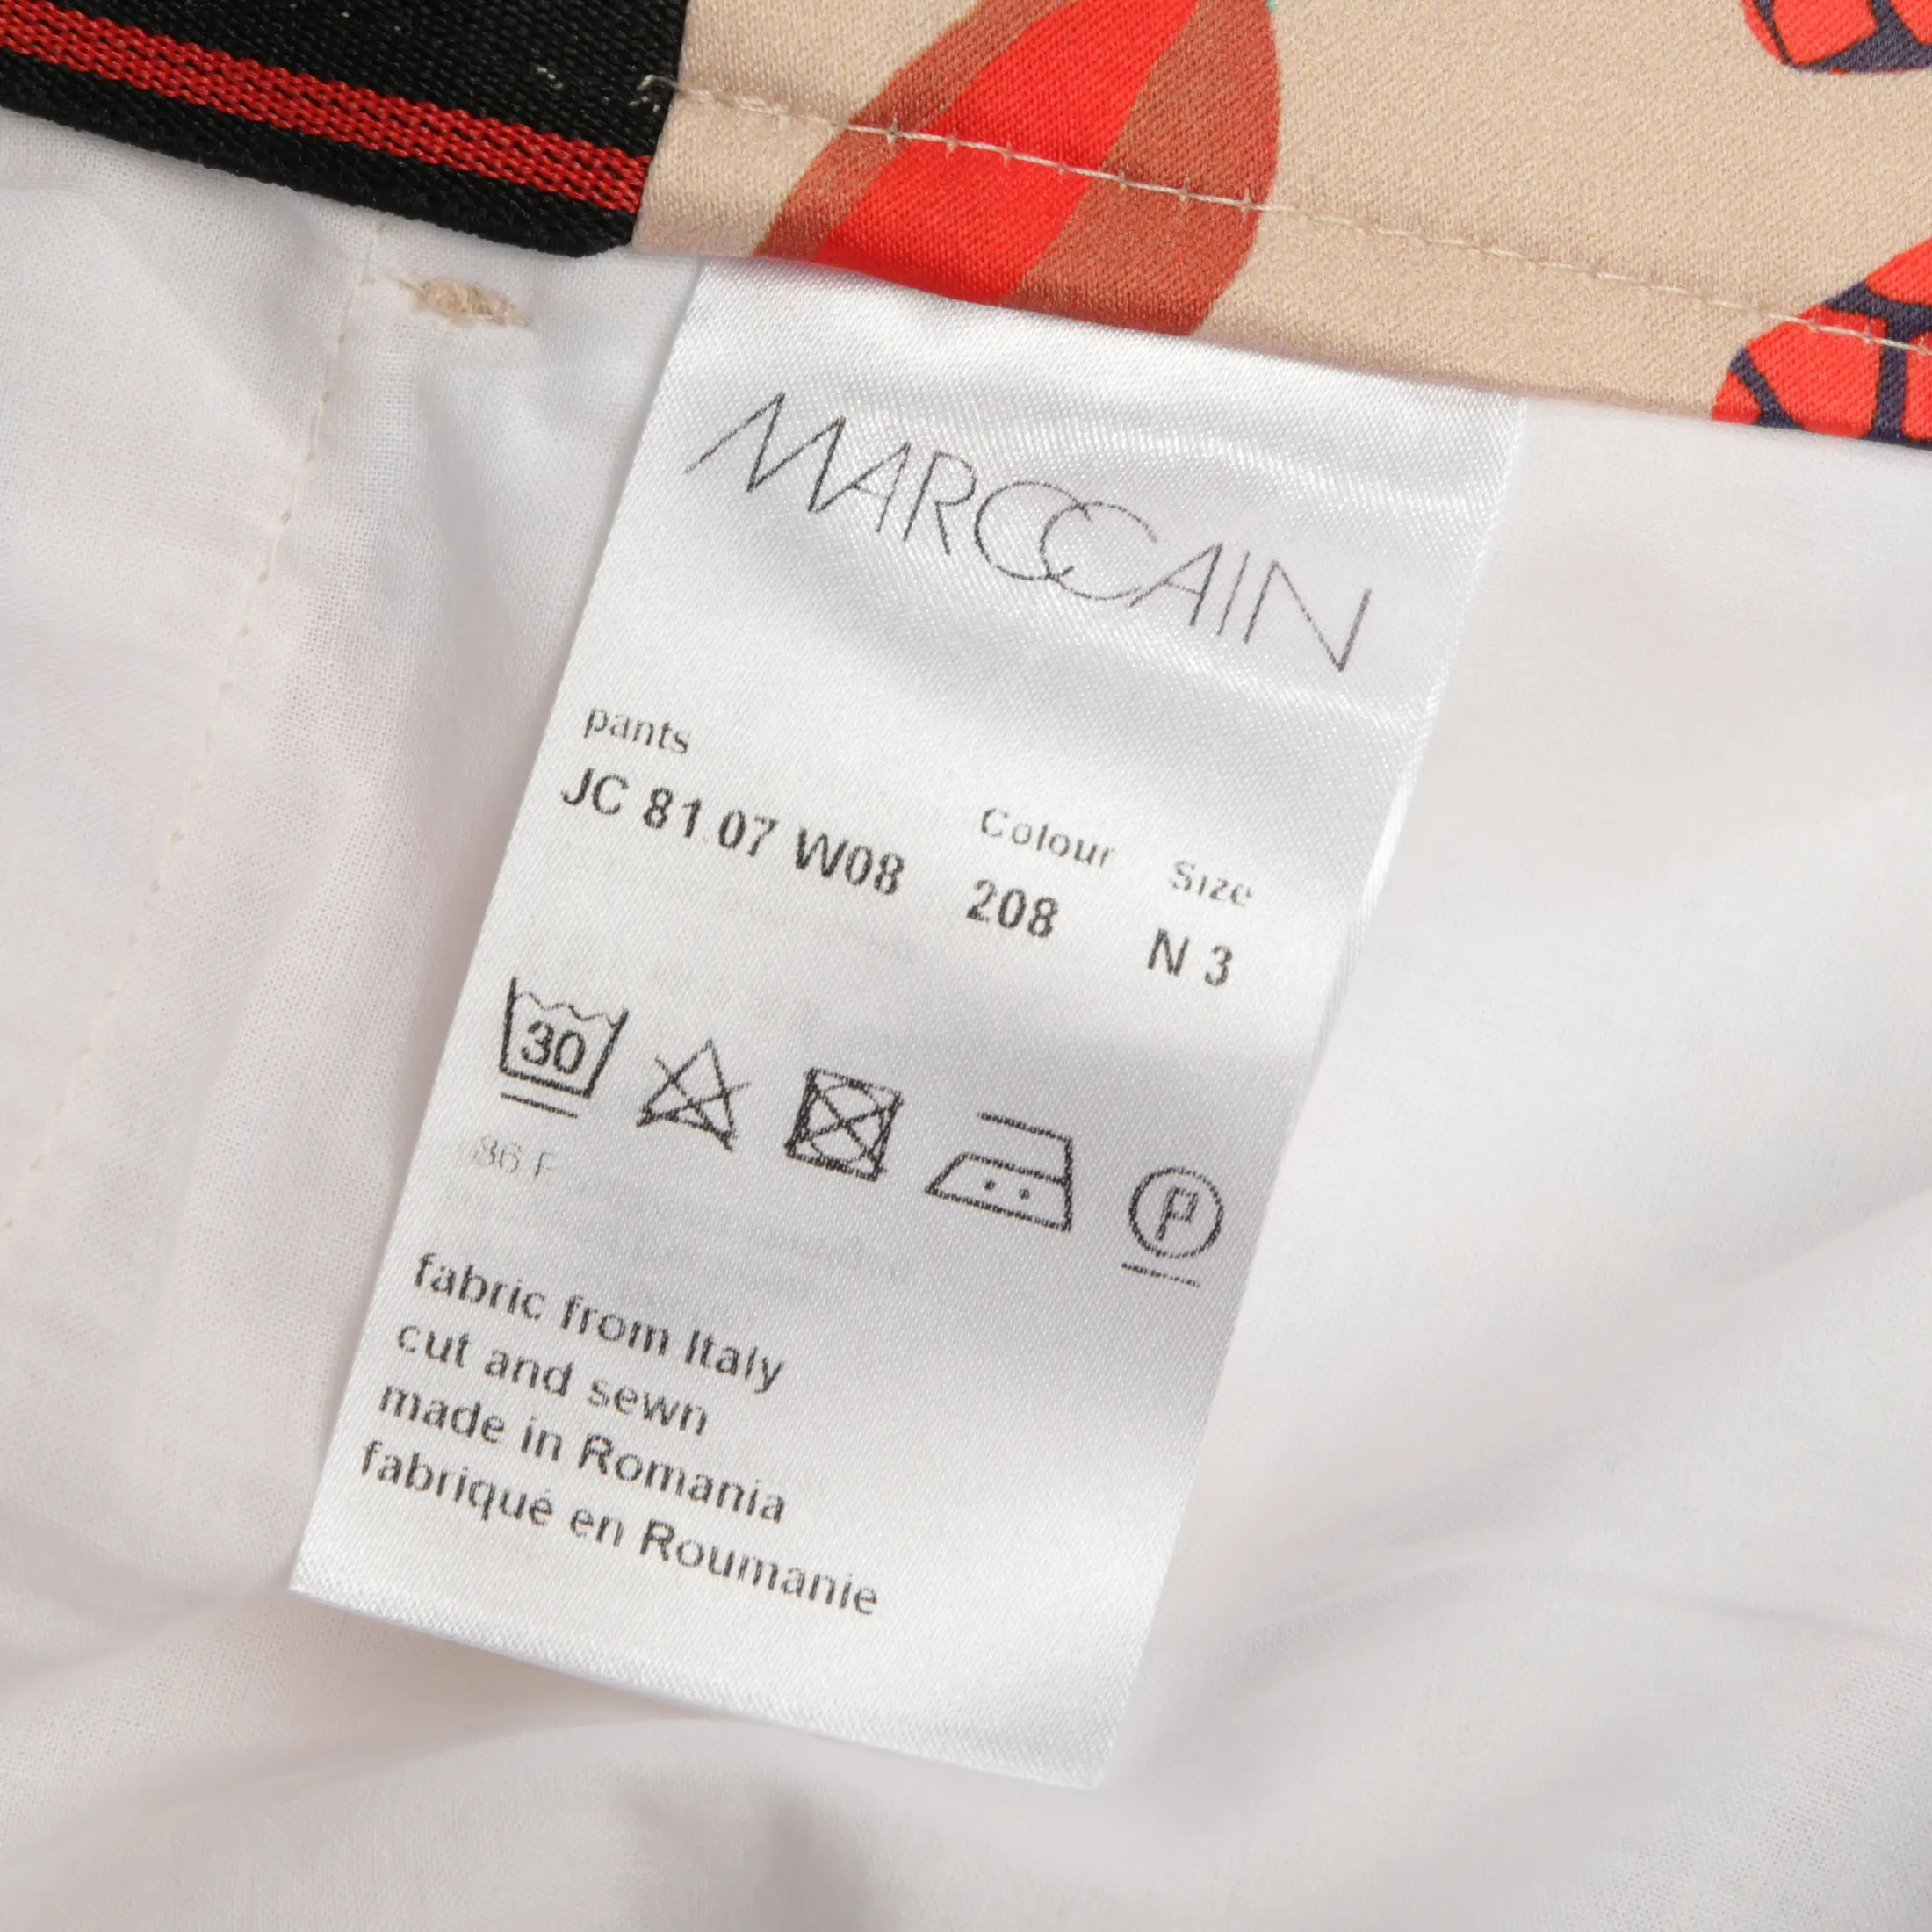 MARCCAIN
pants
Colour Size
JC 81.07 W08 208 N 3
30
P
86 F
fabric from Italy
cut and sewn
made in Romania
fabriqué en Roumanie